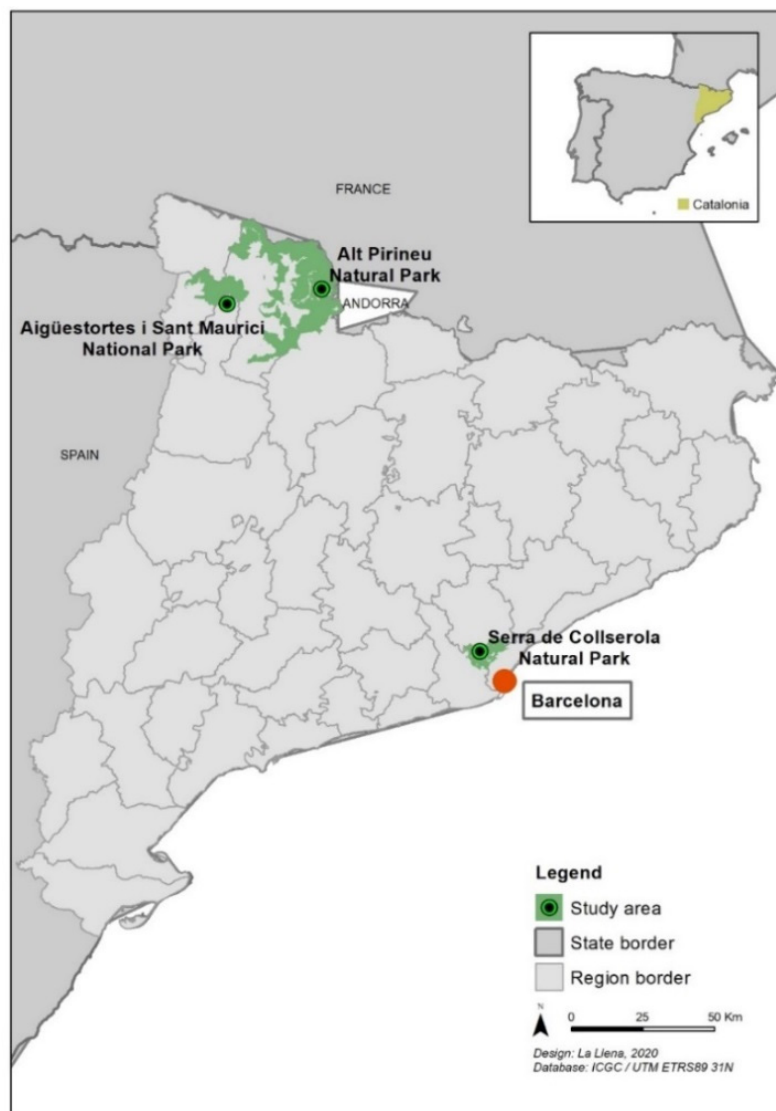 Catalonia
FRANCE
Alt Pirineu
Natural Park
ANDORRA
Aigüestortes i Sant Maurici
National Park
SPAIN
Serra de Collserola
Natural Park
Barcelona
Legend
Study area
State border
Region border
N
0 25 50 Km
Design: La Llena, 2020
Database: ICGC / UTM ETRS89 31N